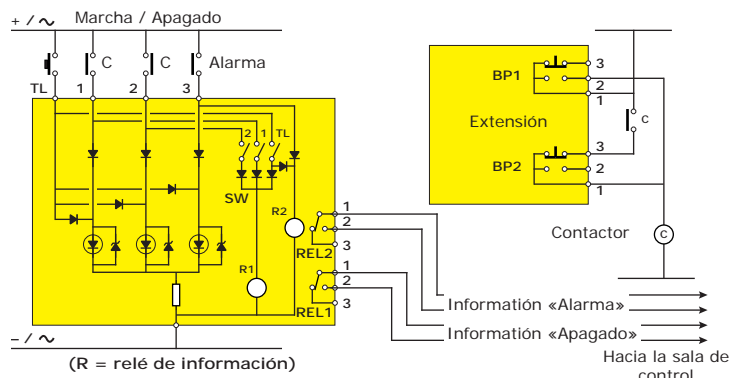 + / ∼ Marcha / Apagado
C C Alarma
TL 1 2 3
2 1 TL
SW
R2
R1
1
2
3
REL2
1
2
3
REL1
– / ∼
(R = relé de información)
BP1
3
2
1
Extensión
C
BP2
3
2
1
Contactor
C
Informatión «Alarma»
Informatión «Apagado»
Hacia la sala de
control